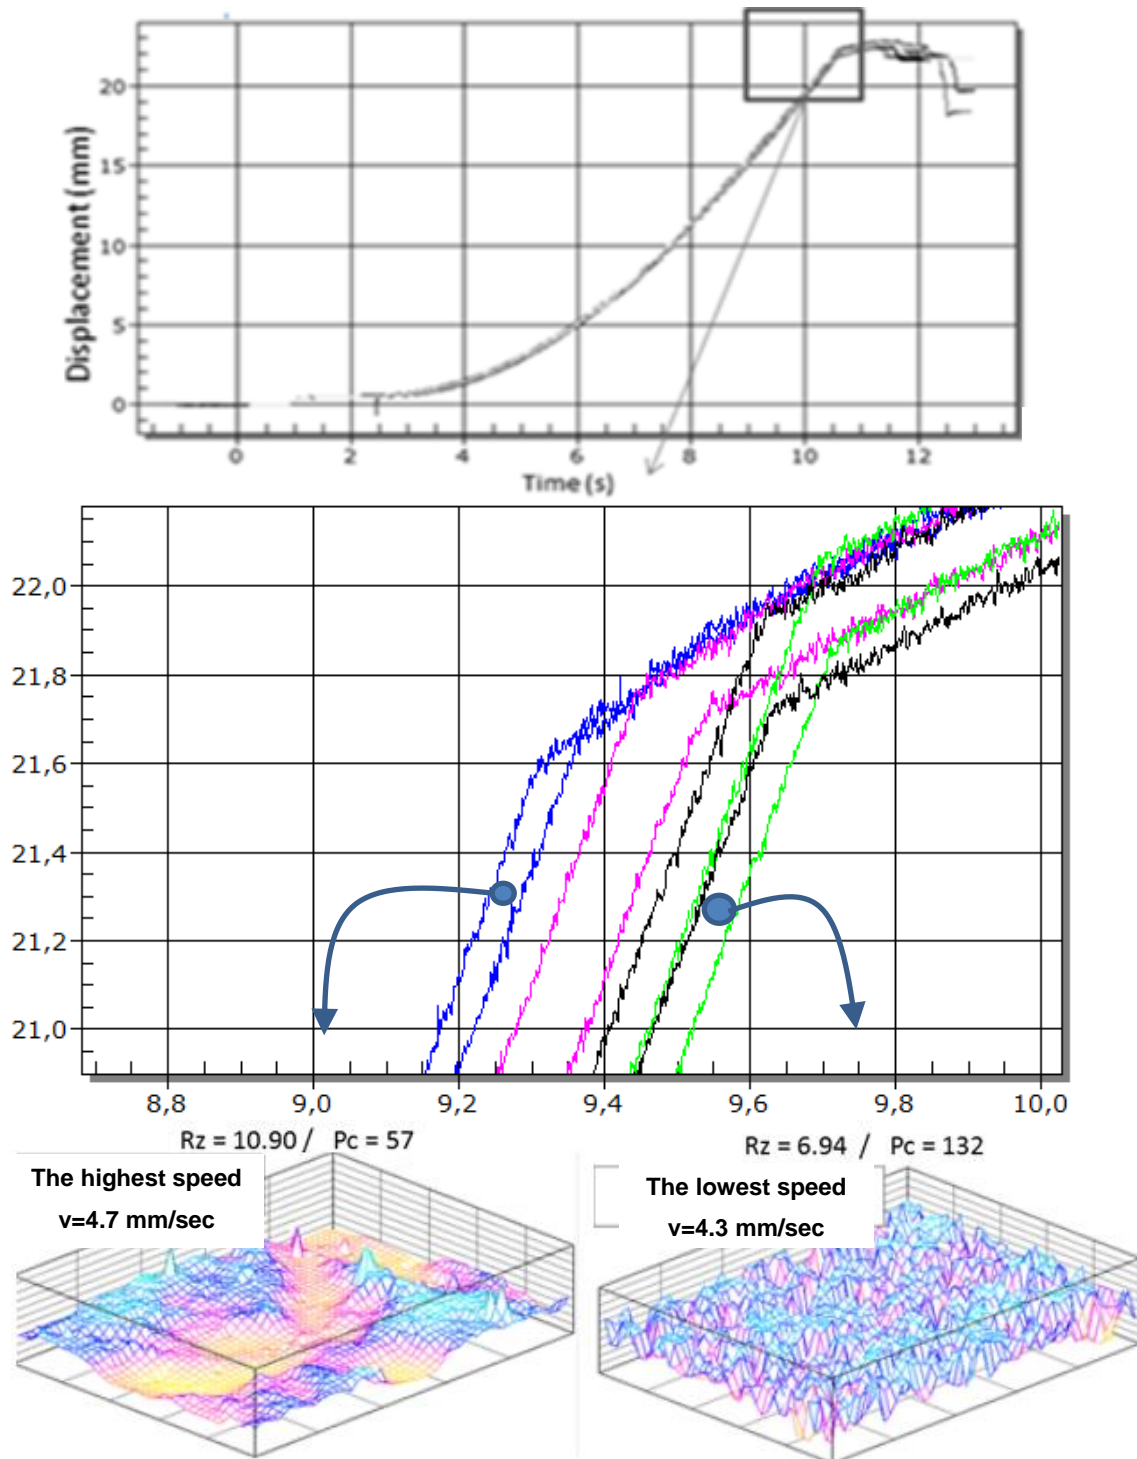 Displacement (mm)
20
15
10
5
0
0 2 4 6 8 10 12
Time (s)
22,0
21,8
21,6
21,4
21,2
21,0
8,8 9,0 9,2 9,4 9,6 9,8 10,0
Rz = 10.90 / Pc = 57
Rz = 6.94 / Pc = 132
The highest speed
v=4.7 mm/sec
The lowest speed
v=4.3 mm/sec